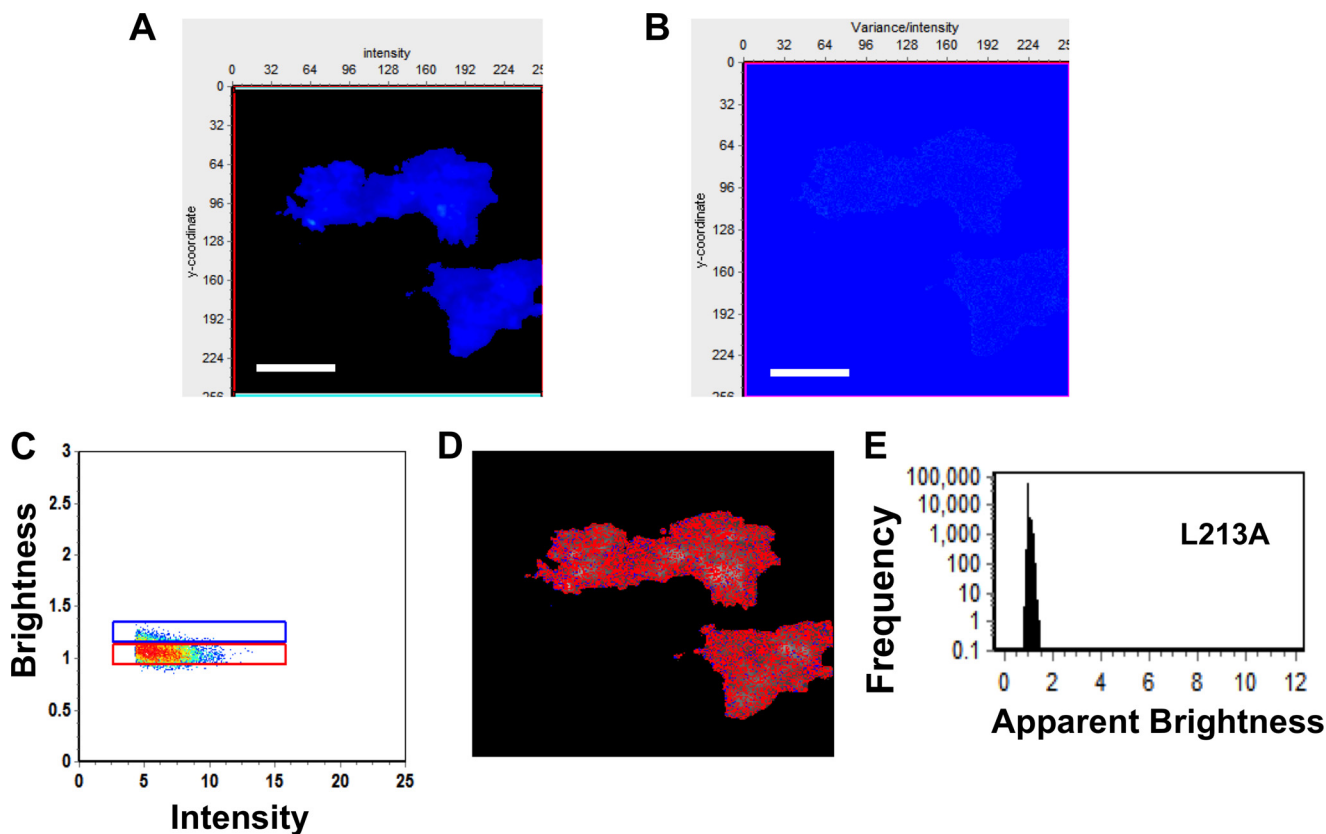 A
intensity
0 32 64 96 128 160 192 224 25
0
32
64
96
128
160
192
224
256
y-coordinate
B
Variance/intensity
0 32 64 96 128 160 192 224 25
0
32
64
96
128
160
192
224
256
y-coordinate
C
3
2.5
2
1.5
1
0.5
0
Brightness
0 5 10 15 20 25
Intensity
D
E
100,000
10,000
1,000
100
10
1
0.1
Frequency
L213A
0 2 4 6 8 10 12
Apparent Brightness